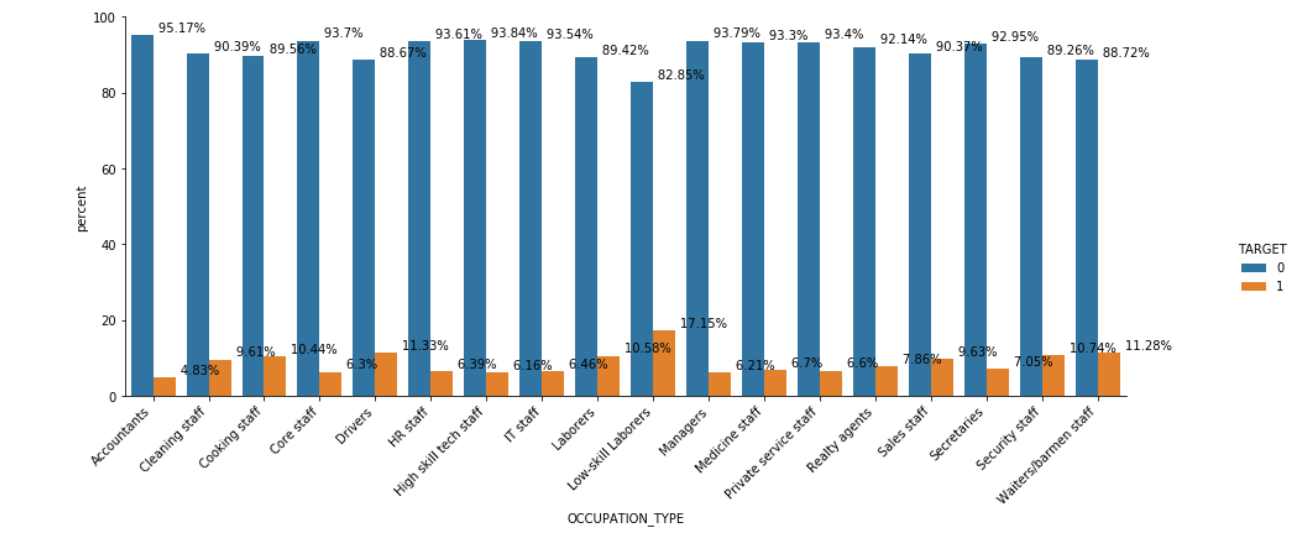 100
95.17%
90.39%
89.56%
93.7%
88.67%
93.61%
93.84%
93.54%
89.42%
82.85%
93.79%
93.3%
93.4%
92.14%
90.37%
92.95%
89.26%
88.72%
80
60
percent
40
20
4.83%
9.61%
10.44%
6.3%
11.33%
6.39%
6.16%
6.46%
10.58%
17.15%
6.21%
6.7%
6.6%
7.86%
9.63%
7.05%
10.74%
11.28%
0
Accountants
Cleaning staff
Cooking staff
Core staff
Drivers
HR staff
High skill tech staff
IT staff
Laborers
Low-skill Laborers
Managers
Medicine staff
Private service staff
Realty agents
Sales staff
Secretaries
Security staff
Waiters/barmen staff
OCCUPATION_TYPE
TARGET
0
1